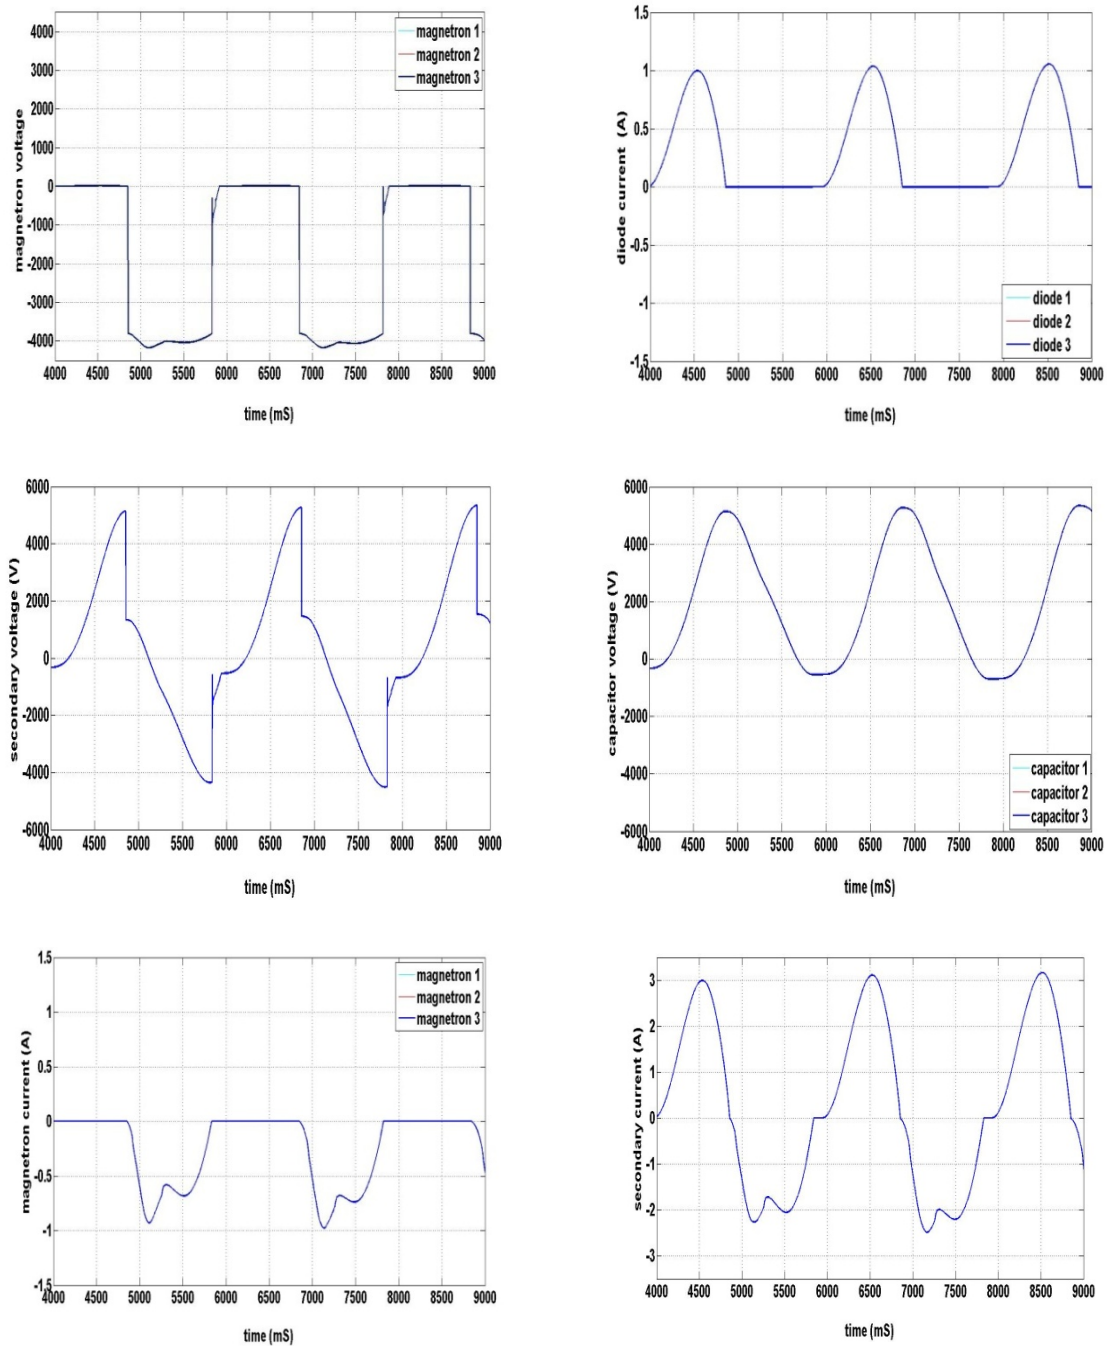 4000
3000
2000
1000
0
-1000
-2000
-3000
-4000
magnetron voltage
magnetron 1
magnetron 2
magnetron 3
4000 4500 5000 5500 6000 6500 7000 7500 8000 8500 9000
time (mS)
1.5
1
0.5
0
-0.5
-1
-1.5
diode current (A)
diode 1
diode 2
diode 3
4000 4500 5000 5500 6000 6500 7000 7500 8000 8500 9000
time (mS)
6000
4000
2000
0
-2000
-4000
-6000
secondary voltage (V)
4000 4500 5000 5500 6000 6500 7000 7500 8000 8500 9000
time (mS)
6000
4000
2000
0
-2000
-4000
-6000
capacitor voltage (V)
capacitor 1
capacitor 2
capacitor 3
4000 4500 5000 5500 6000 6500 7000 7500 8000 8500 9000
time (mS)
1.5
1
0.5
0
-0.5
-1
-1.5
magnetron current (A)
magnetron 1
magnetron 2
magnetron 3
4000 4500 5000 5500 6000 6500 7000 7500 8000 8500 9000
time (mS)
3
2
1
0
-1
-2
-3
secondary current (A)
4000 4500 5000 5500 6000 6500 7000 7500 8000 8500 9000
time (mS)